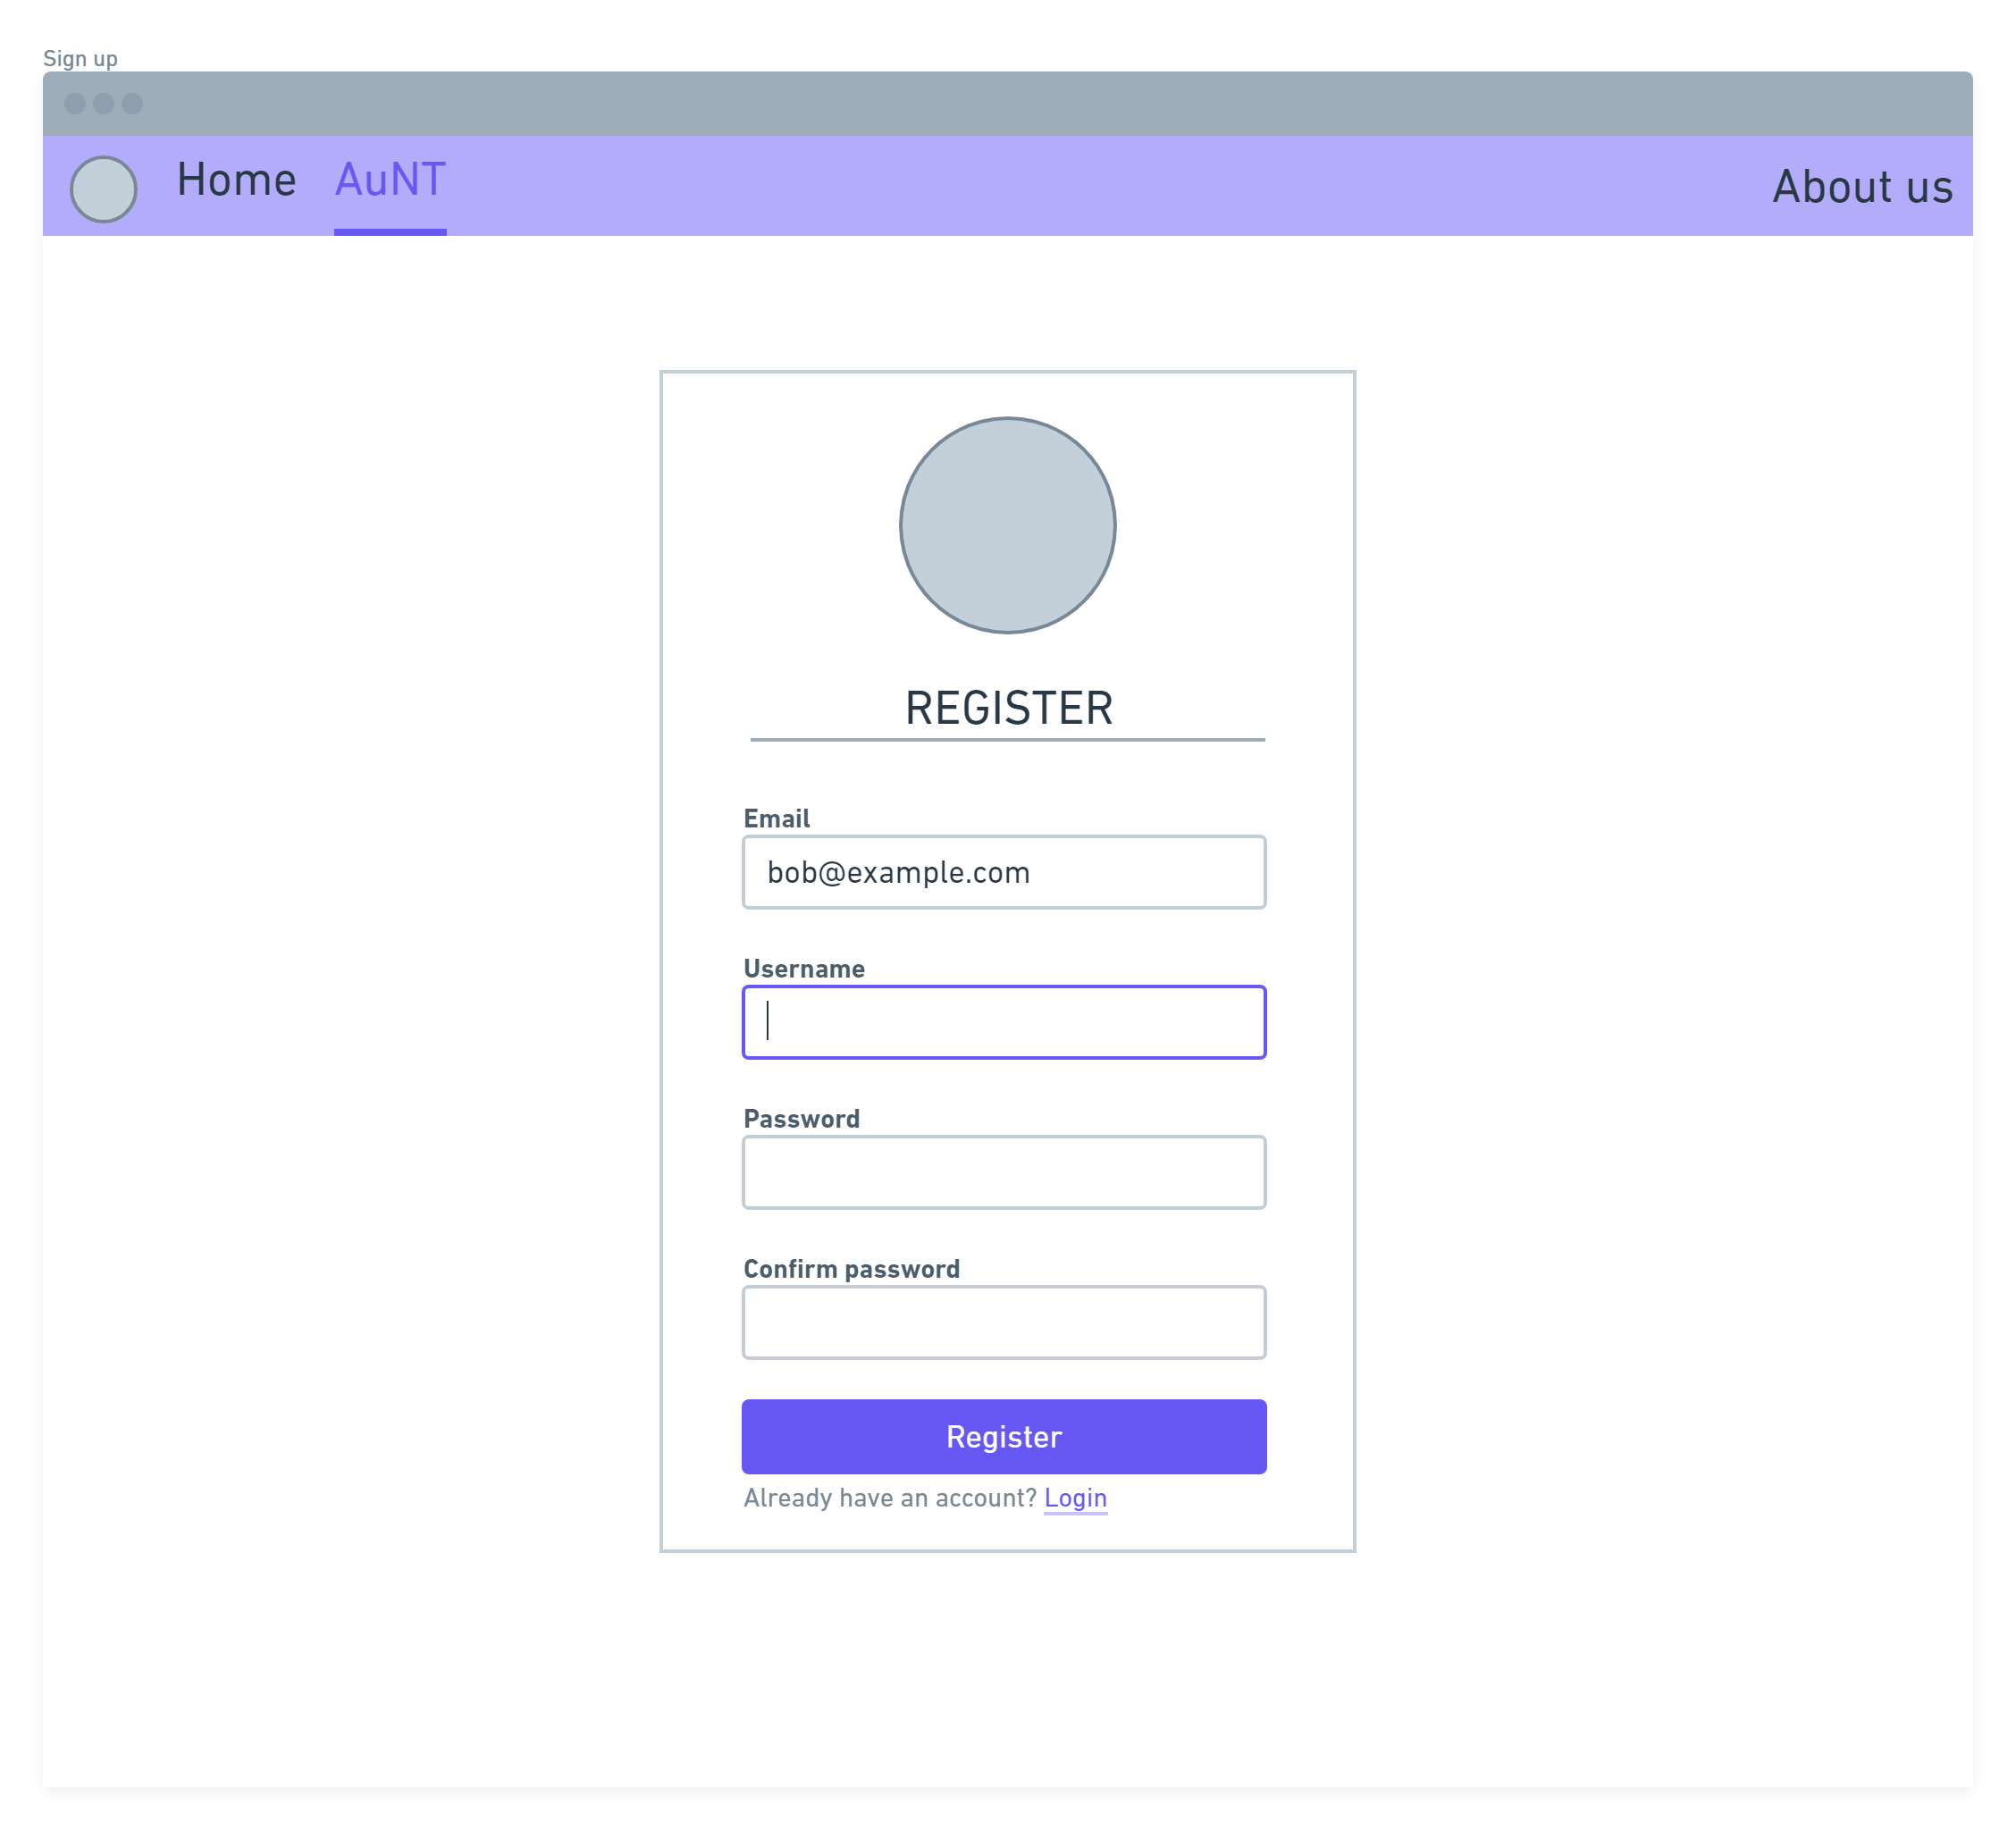 Sign up
Home AuNT About us
REGISTER
Email
bob@example.com
Username
Password
Confirm password
Register
Already have an account? Login